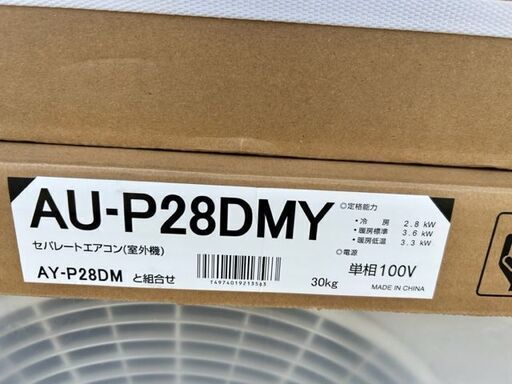 AU-P28DMY
セパレートエアコン(室外機)
AY-P28DM と組合せ
T4974019213563
30kg
◎定格能力
・冷房 2.8 kW
・暖房標準 3.6 kW
・暖房低温 3.3 kW
◎電源
単相100V
MADE IN CHINA